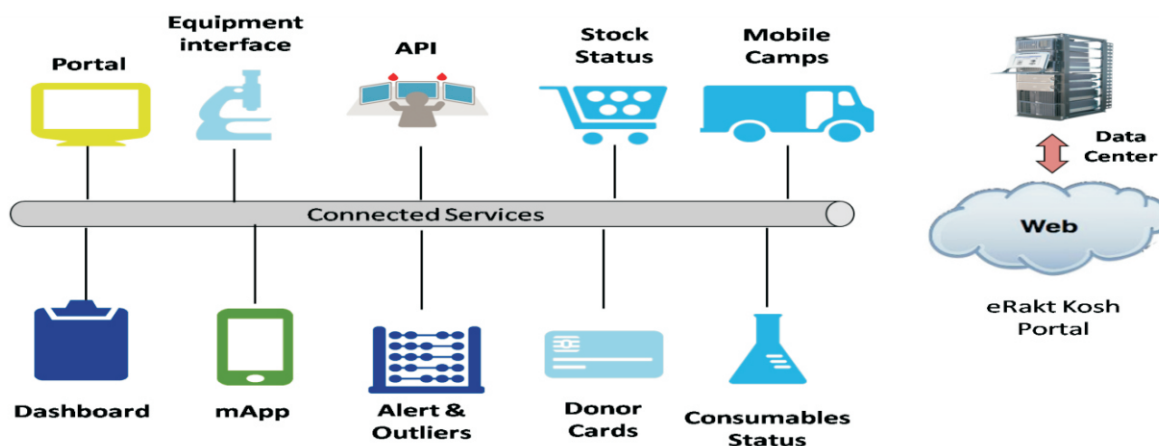 Portal
Equipment
interface
API
Stock
Status
Mobile
Camps
Data
Center
Connected Services
Web
eRakt Kosh
Portal
Dashboard
mApp
Alert &
Outliers
Donor
Cards
Consumables
Status